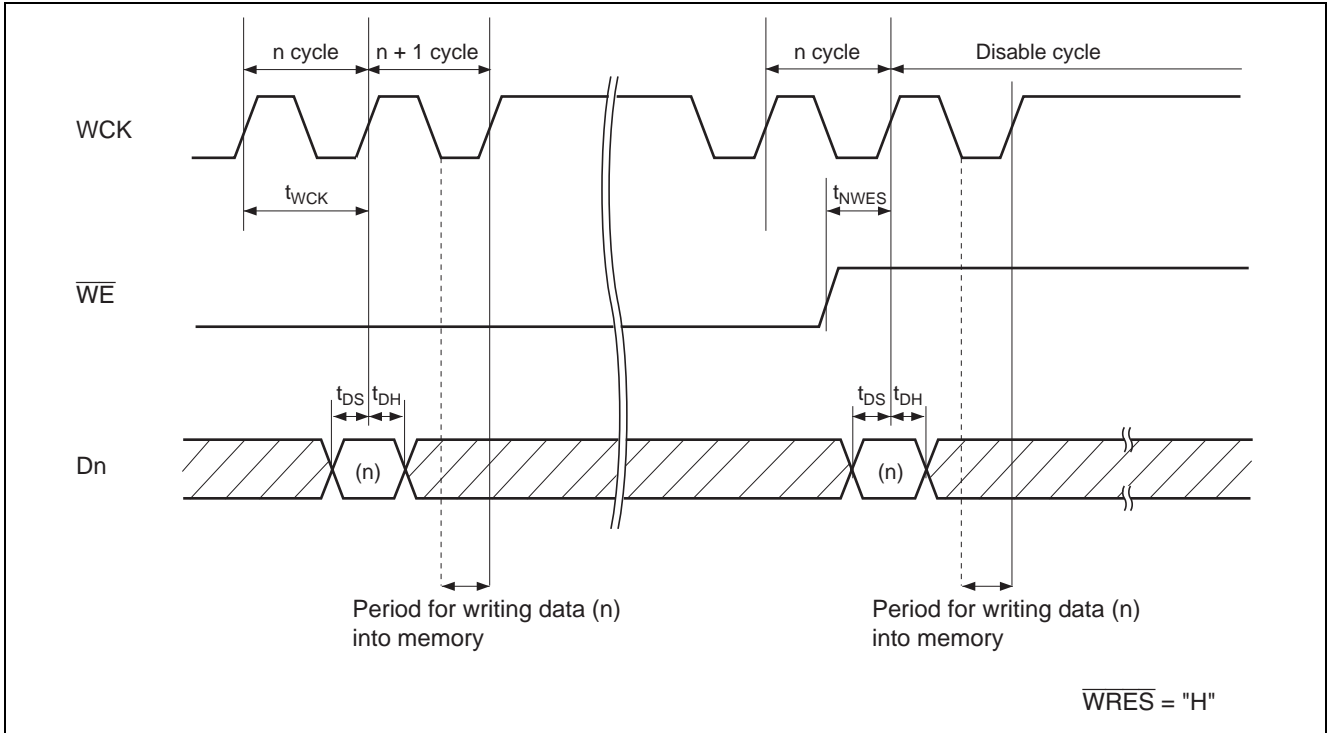 n cycle n + 1 cycle n cycle Disable cycle
WCK
tWCK tNWES
WE
tDS tDH tDS tDH
Dn (n) (n)
Period for writing data (n) Period for writing data (n)
into memory into memory
WRES = "H"